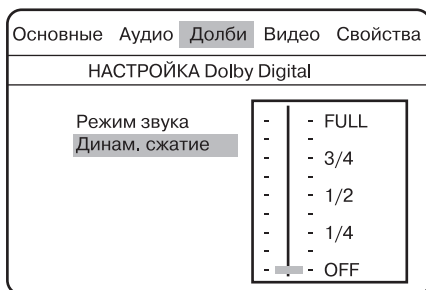 Основные Аудио Долби Видео Свойства
НАСТРОЙКА Dolby Digital
Режим звука
Динам. сжатие
FULL
3/4
1/2
1/4
OFF